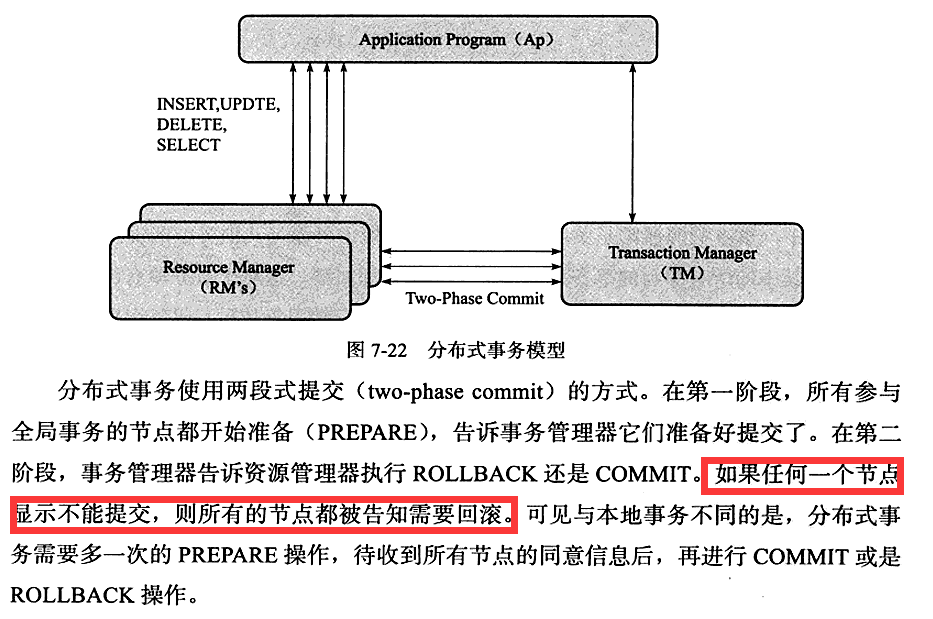 Application Program（Ap）
INSERT,UPDTE,
DELETE,
SELECT
Resource Manager
（RM's）
Transaction Manager
（TM）
Two-Phase Commit
图 7-22 分布式事务模型
分布式事务使用两段式提交（two-phase commit）的方式。在第一阶段，所有参与
全局事务的节点都开始准备（PREPARE），告诉事务管理器它们准备好提交了。在第二
阶段，事务管理器告诉资源管理器执行 ROLLBACK 还是 COMMIT。如果任何一个节点
显示不能提交，则所有的节点都被告知需要回滚。可见与本地事务不同的是，分布式事
务需要多一次的 PREPARE 操作，待收到所有节点的同意信息后，再进行 COMMIT 或是
ROLLBACK 操作。